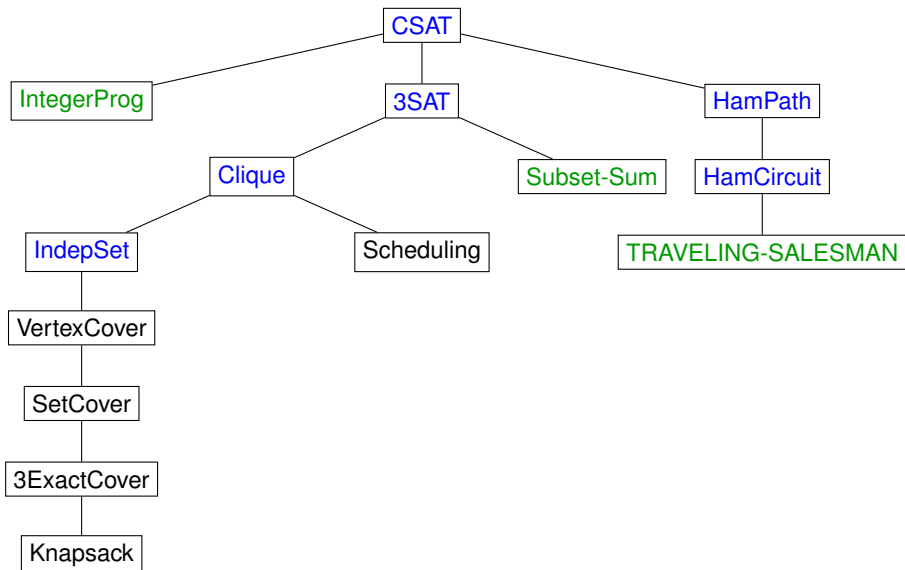 CSAT
IntegerProg
3SAT
HamPath
Clique
Subset-Sum
HamCircuit
IndepSet
Scheduling
TRAVELING-SALESMAN
VertexCover
SetCover
3ExactCover
Knapsack